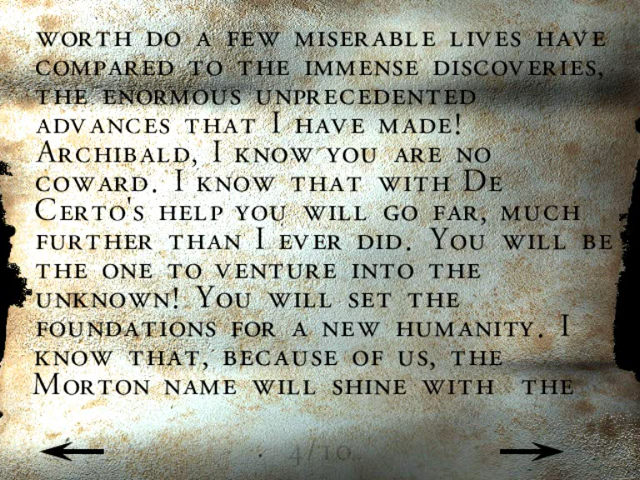 worth do a few miserable lives have
compared to the immense discoveries,
the enormous unprecedented
advances that I have made!
Archibald, I know you are no
coward. I know that with De
Certo's help you will go far, much
further than I ever did. You will be
the one to venture into the
unknown! You will set the
foundations for a new humanity. I
know that, because of us, the
Morton name will shine with the
4/10